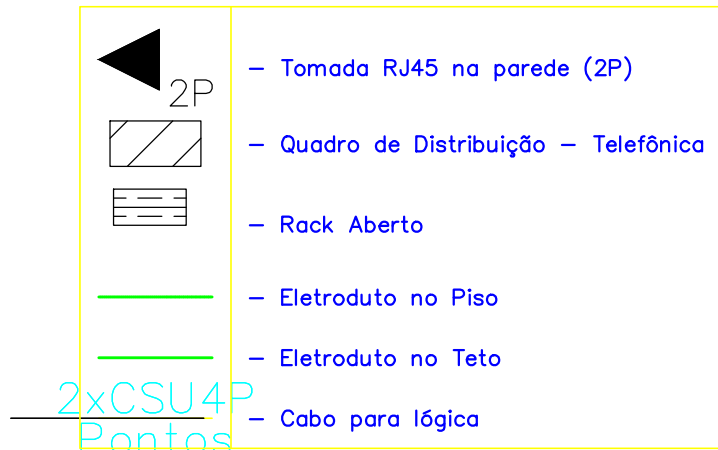 2P – Tomada RJ45 na parede (2P)
– Quadro de Distribuição – Telefônica
– Rack Aberto
– Eletroduto no Piso
– Eletroduto no Teto
2xCSU4P
– Cabo para lógica
Pontos